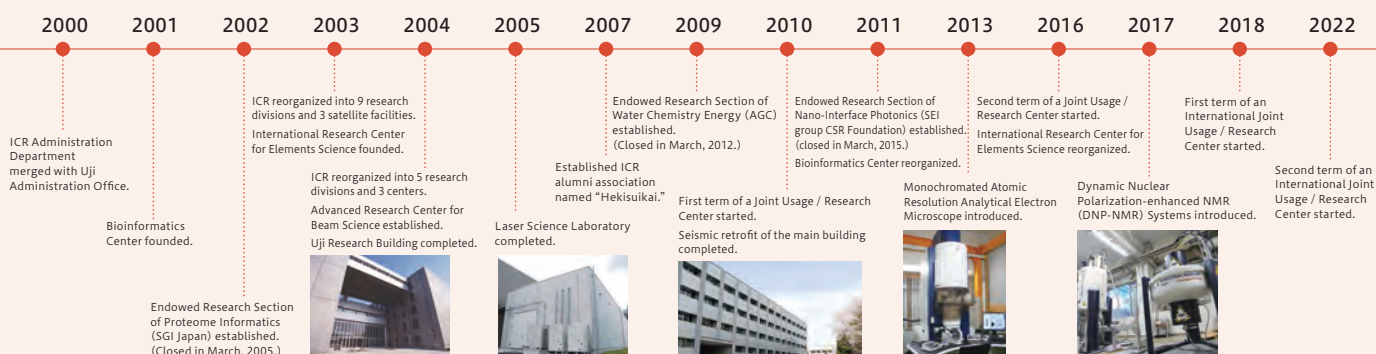 2000
2001
2002
2003
2004
2005
2007
2009
2010
2011
2013
2016
2017
2018
2022
ICR Administration
Department
merged with Uji
Administration Office.
Bioinformatics
Center founded.
Endowed Research Section
of Proteome Informatics
(SGI Japan) established.
(Closed in March, 2005.)
ICR reorganized into 9 research
divisions and 3 satellite facilities.
International Research Center
for Elements Science founded.
ICR reorganized into 5 research
divisions and 3 centers.
Advanced Research Center for
Beam Science established.
Uji Research Building completed.
Laser Science Laboratory
completed.
Established ICR
alumni association
named “Hekisuikai.”
Endowed Research Section of
Water Chemistry Energy (AGC)
established.
(Closed in March, 2012.)
First term of a Joint Usage / Research
Center started.
Seismic retrofit of the main building
completed.
Endowed Research Section of
Nano-Interface Photonics (SEI
group CSR Foundation) established.
(closed in March, 2015.)
Bioinformatics Center reorganized.
Monochromated Atomic
Resolution Analytical Electron
Microscope introduced.
Second term of a Joint Usage /
Research Center started.
International Research Center for
Elements Science reorganized.
Dynamic Nuclear
Polarization-enhanced NMR
(DNP-NMR) Systems introduced.
First term of an
International Joint
Usage / Research
Center started.
Second term of an
International Joint
Usage / Research
Center started.